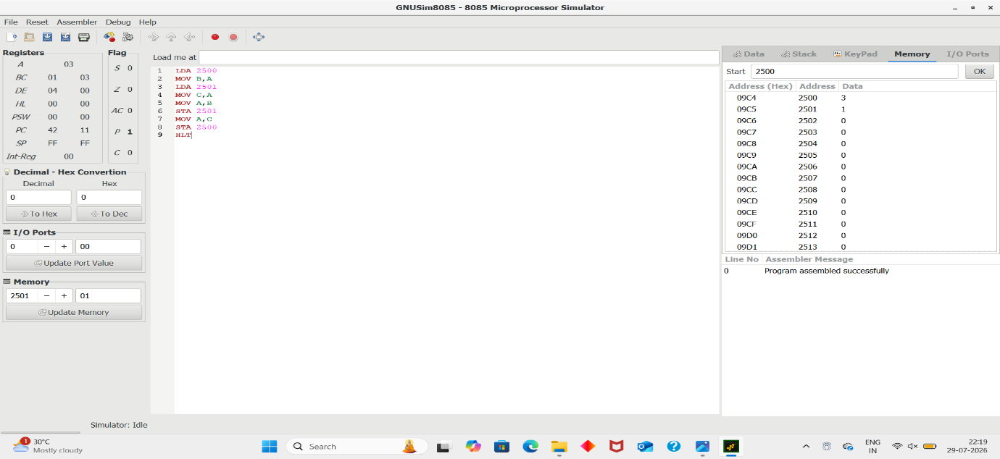 GNUSim8085 - 8085 Microprocessor Simulator
File Reset Assembler Debug Help
Registers
A 03
BC 01 03
DE 04 00
HL 00 00
PSW 00 00
PC 42 11
SP FF FF
Int-Reg 00
Flag
S 0
Z 0
AC 0
P 1
C 0
Decimal - Hex Convertion
Decimal Hex
0 0
To Hex To Dec
I/O Ports
0 − + 00
Update Port Value
Memory
2501 − + 01
Update Memory
Load me at
1 LDA 2500
2 MOV B,A
3 LDA 2501
4 MOV C,A
5 MOV A,B
6 STA 2501
7 MOV A,C
8 STA 2500
9 HLT
Data Stack KeyPad Memory I/O Ports
Start 2500 OK
Address (Hex) Address Data
09C4 2500 3
09C5 2501 1
09C6 2502 0
09C7 2503 0
09C8 2504 0
09C9 2505 0
09CA 2506 0
09CB 2507 0
09CC 2508 0
09CD 2509 0
09CE 2510 0
09CF 2511 0
09D0 2512 0
09D1 2513 0
Line No Assembler Message
0 Program assembled successfully
Simulator: Idle
1
30°C
Mostly cloudy
Search
ENG
IN
22:19
29-07-2026